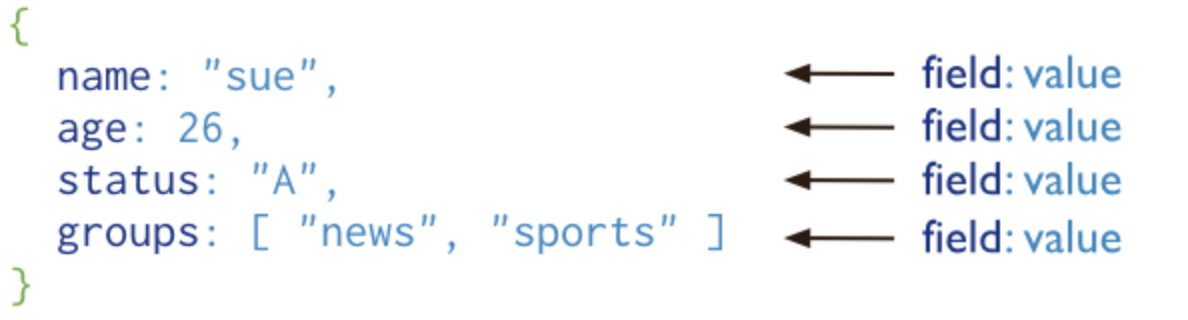 {
name: "sue", field: value
age: 26, field: value
status: "A", field: value
groups: [ "news", "sports" ] field: value
}